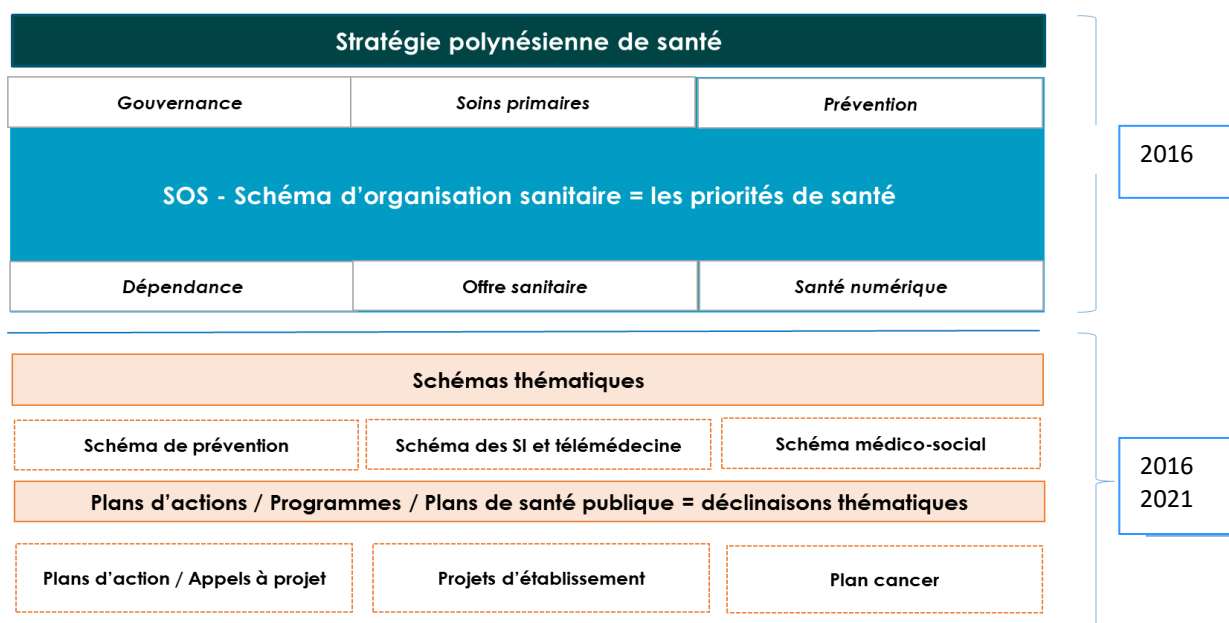 Stratégie polynésienne de santé
Gouvernance
Soins primaires
Prévention
2016
SOS - Schéma d'organisation sanitaire = les priorités de santé
Dépendance
Offre sanitaire
Santé numérique
Schémas thématiques
Schéma de prévention
Schéma des SI et télémédecine
Schéma médico-social
2016
2021
Plans d'actions / Programmes / Plans de santé publique = déclinaisons thématiques
Plans d'action / Appels à projet
Projets d'établissement
Plan cancer